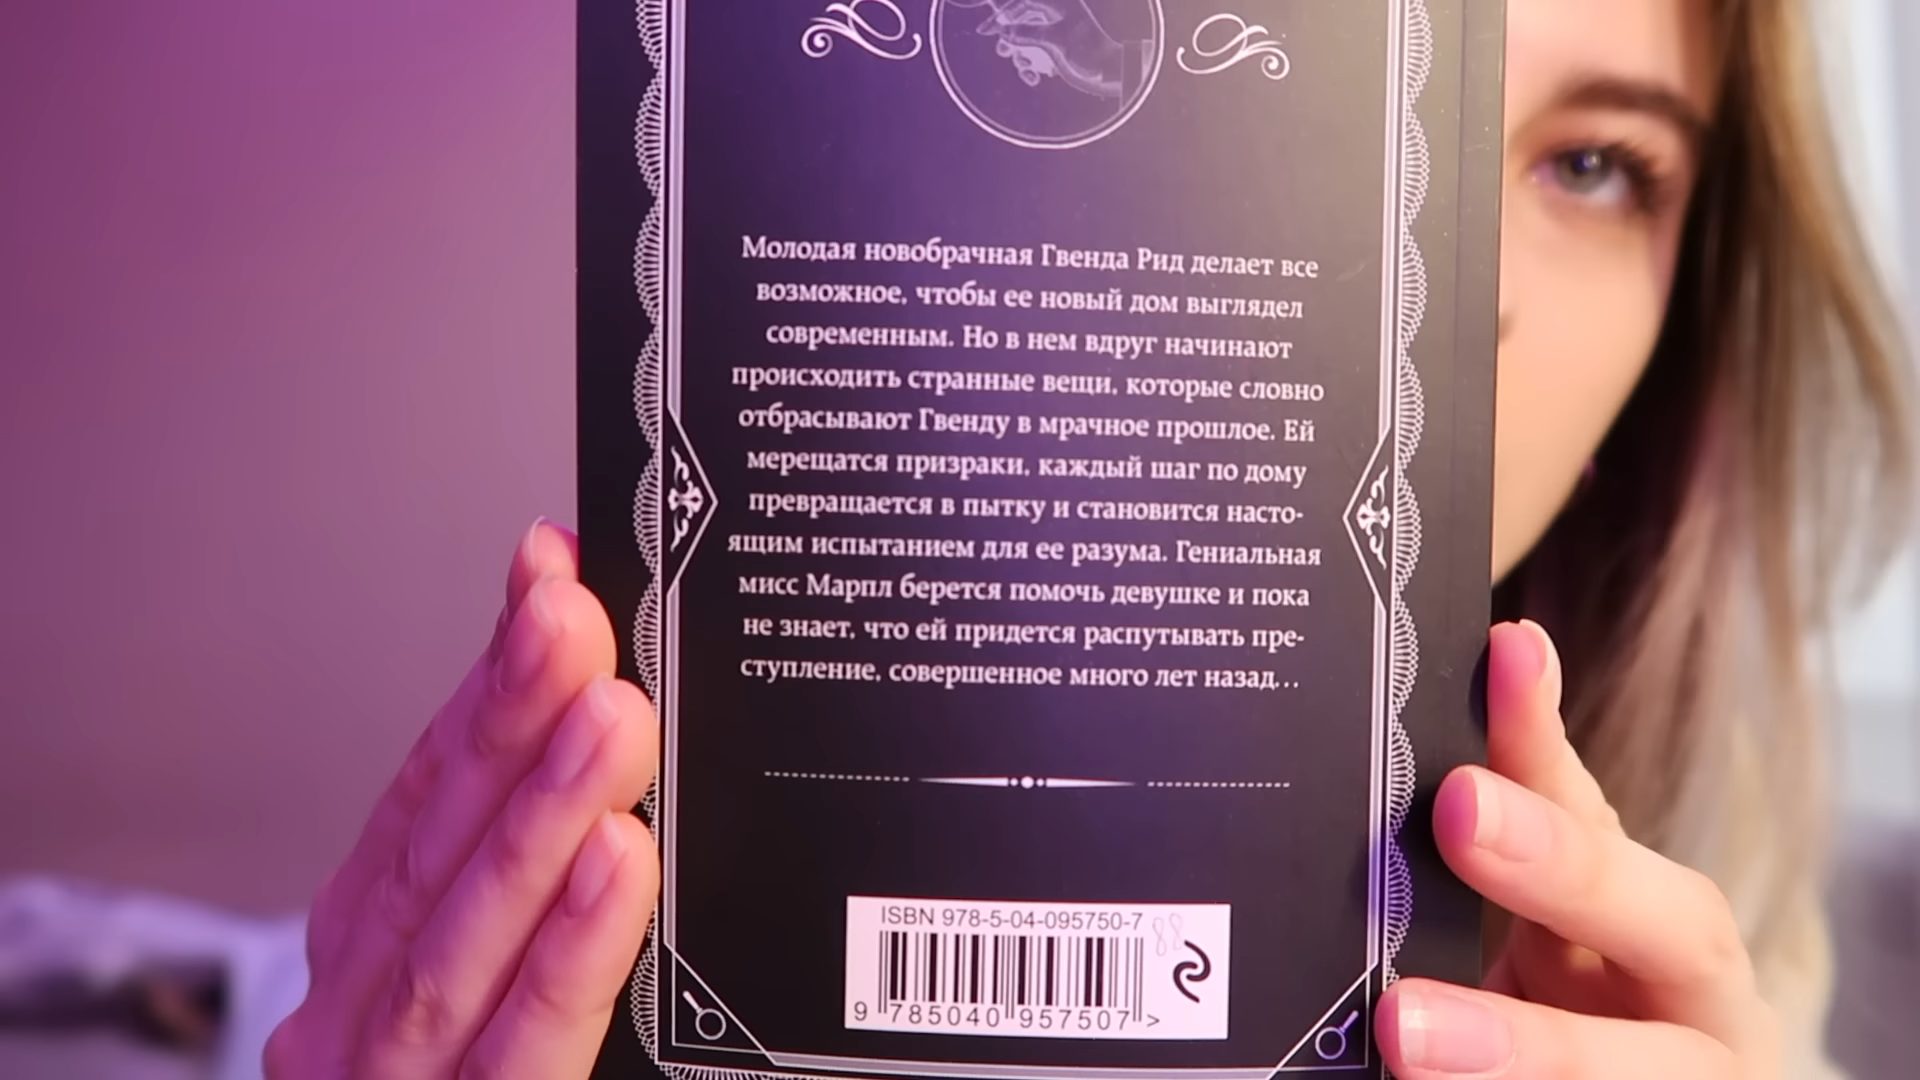 Молодая новобрачная Гвенда Рид делает все
возможное, чтобы ее новый дом выглядел
современным. Но в нем вдруг начинают
происходить странные вещи, которые словно
отбрасывают Гвенду в мрачное прошлое. Ей
мерещатся призраки, каждый шаг по дому
превращается в пытку и становится насто-
ящим испытанием для ее разума. Гениальная
мисс Марпл берется помочь девушке и пока
не знает, что ей придется распутывать пре-
ступление, совершенное много лет назад...
ISBN 978-5-04-095750-7
88
9 785040 957507 >